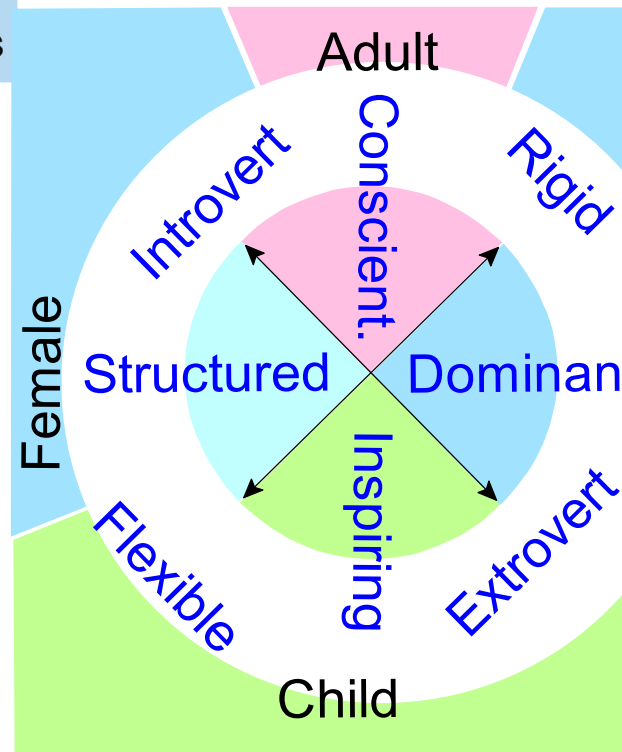 s
Adult
Conscient.
Introvert
Rigid
Female
Structured
Dominan
Inspiring
Flexible
Extrovert
Child